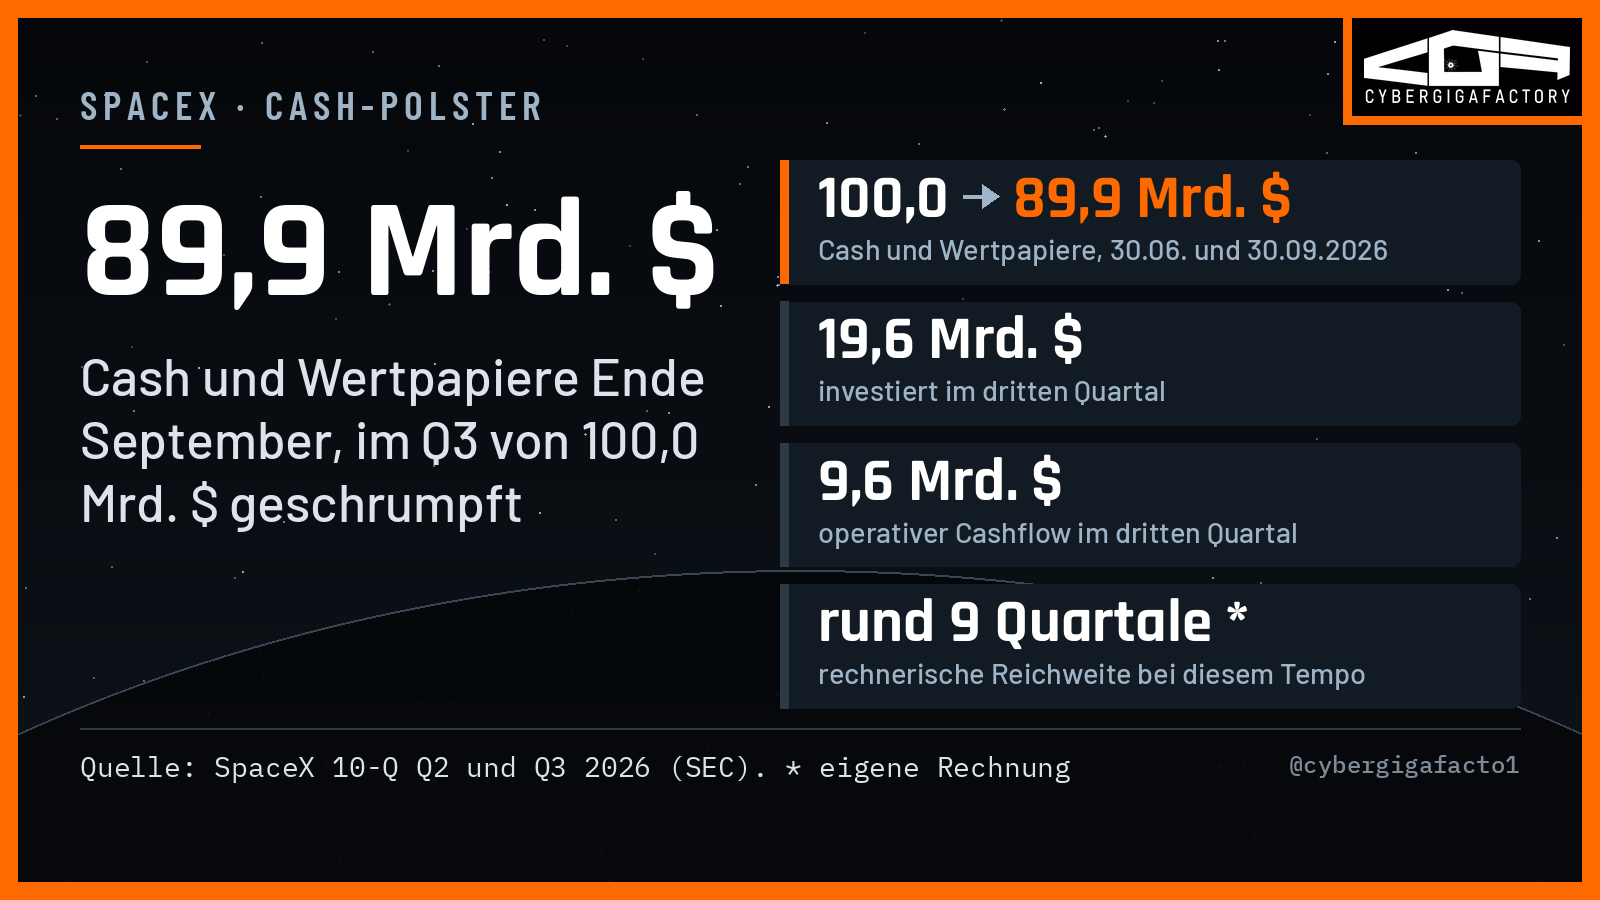 SPACEX · CASH-POLSTER
CYBERGIGAFACTORY
89,9 Mrd. $
Cash und Wertpapiere Ende
September, im Q3 von 100,0
Mrd. $ geschrumpft
100,0 → 89,9 Mrd. $
Cash und Wertpapiere, 30.06. und 30.09.2026
19,6 Mrd. $
investiert im dritten Quartal
9,6 Mrd. $
operativer Cashflow im dritten Quartal
rund 9 Quartale *
rechnerische Reichweite bei diesem Tempo
Quelle: SpaceX 10-Q Q2 und Q3 2026 (SEC). * eigene Rechnung
@cybergigafacto1